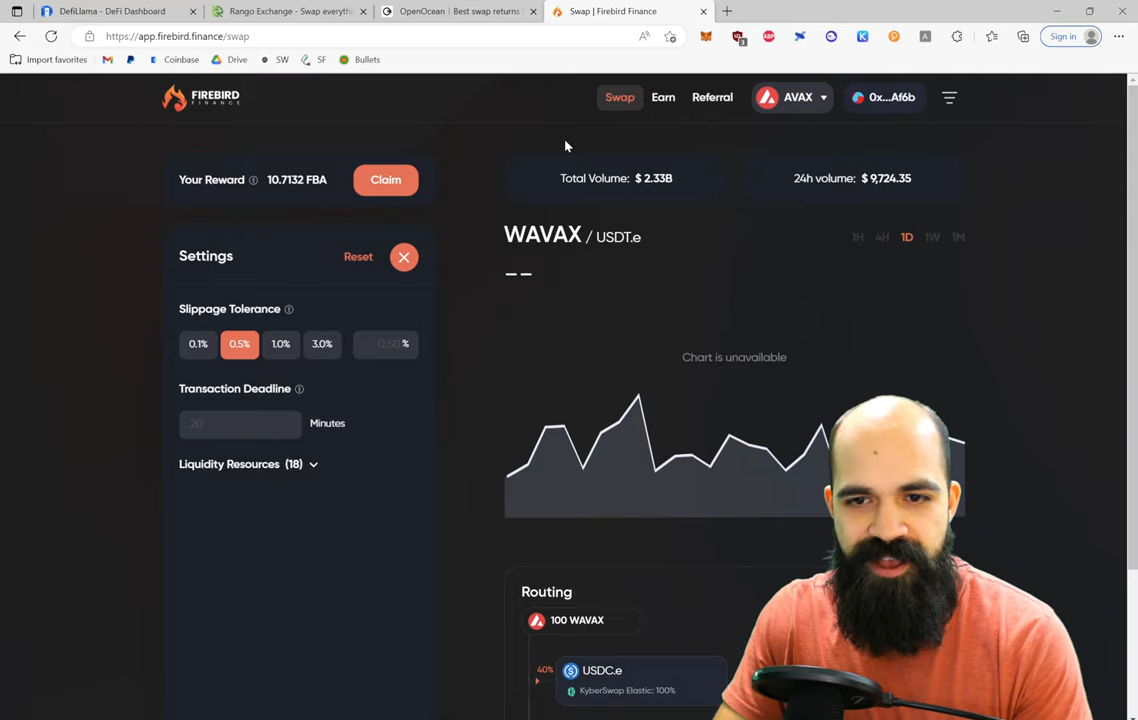 DefiLlama - DeFi Dashboard
Rango Exchange - Swap everyth
OpenOcean | Best swap returns
Swap | Firebird Finance
https://app.firebird.finance/swap
Sign in
Import favorites
Coinbase
Drive
SW
SF
Bullets
FIREBIRD
FINANCE
Swap
Earn
Referral
AVAX
0x...Af6b
Your Reward
10.7132 FBA
Claim
Total Volume: $ 2.33B
24h volume: $ 9,724.35
Settings
Reset
WAVAX / USDT.e
1H 4H 1D 1W 1M
– –
Slippage Tolerance
0.1%
0.5%
1.0%
3.0%
0.50 %
Chart is unavailable
Transaction Deadline
20
Minutes
Liquidity Resources (18)
Routing
100 WAVAX
40%
USDC.e
KyberSwap Elastic: 100%